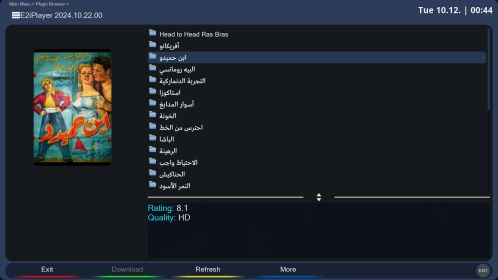 Main Menu > Plugin Browser >
E2iPlayer 2024.10.22.00
Tue 10.12. | 00:44
Head to Head Ras Bras
أفريكانو
ابن حميدو
البيه رومانسي
التجربة الدنماركية
استاكوزا
أسوار المدابغ
الخونة
احترس من الخط
الباشا
الرهينة
الاحتياط واجب
الحناكيش
النمر الأسود
ابن حميدو
Rating: 8.1
Quality: HD
Exit
Download
Refresh
More
EXIT